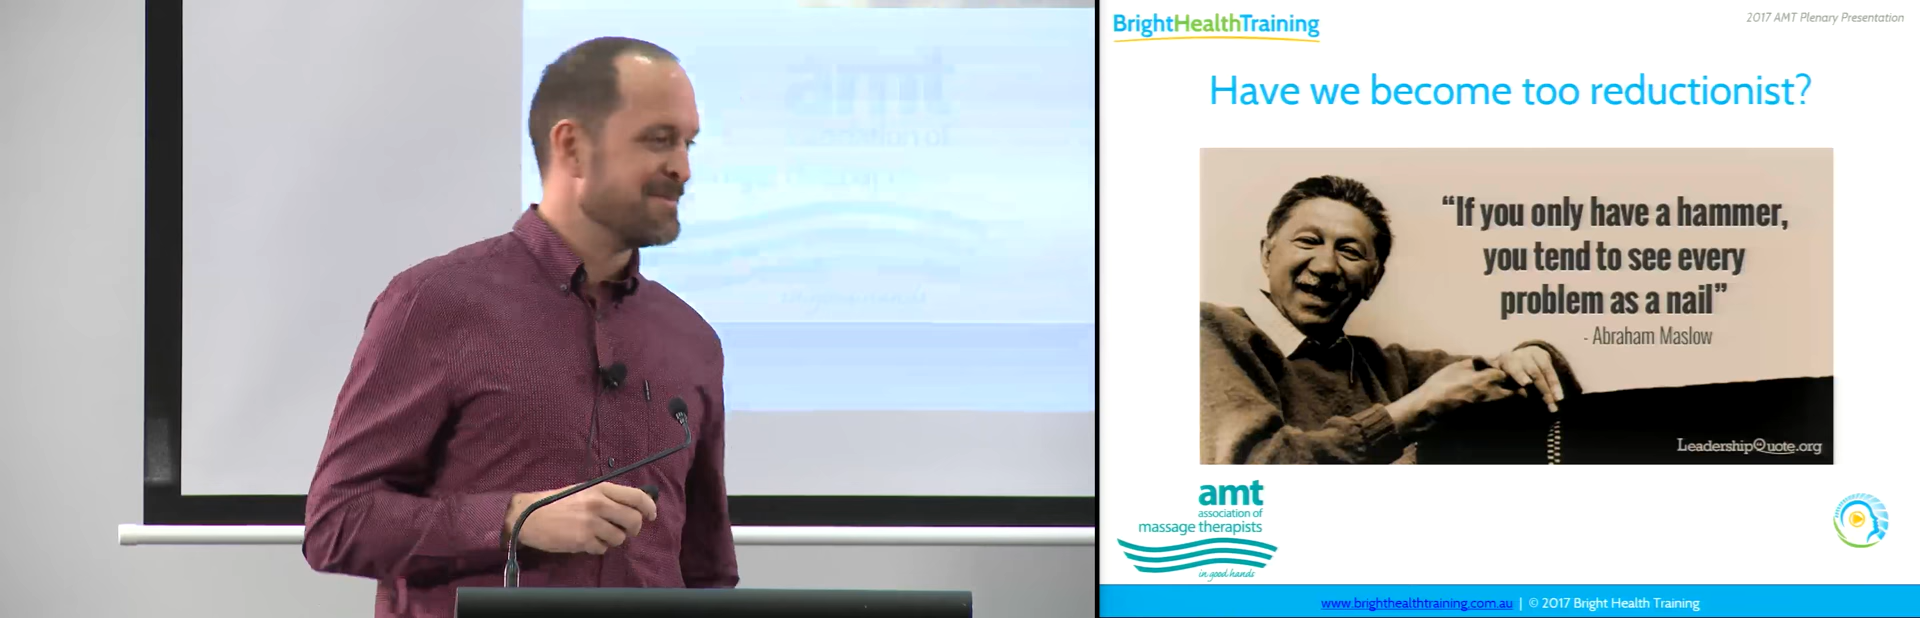 BrightHealthTraining
2017 AMT Plenary Presentation
Have we become too reductionist?
“If you only have a hammer,
you tend to see every
problem as a nail”
- Abraham Maslow
LeadershipQuote.org
amt
association of
massage therapists
in good hands
www.brighthealthtraining.com.au | © 2017 Bright Health Training